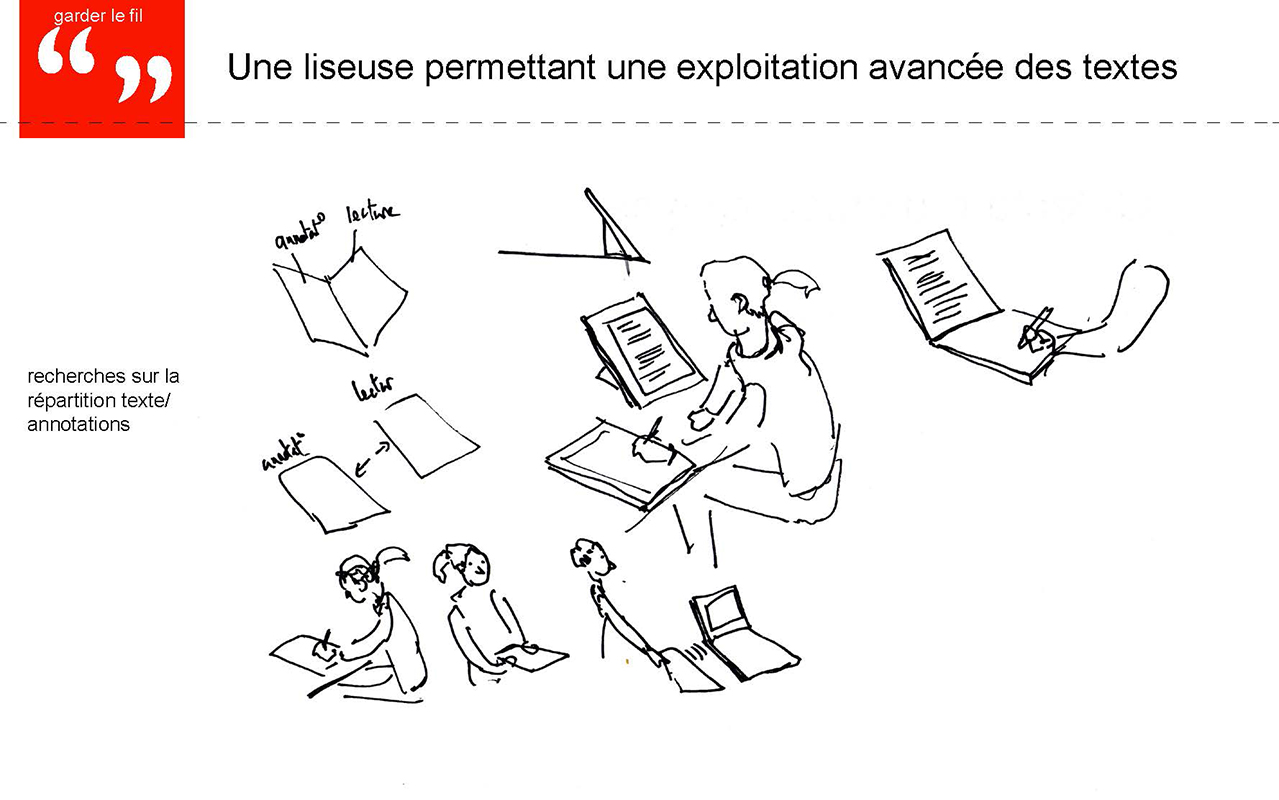 garder le fil
“ ”
Une liseuse permettant une exploitation avancée des textes
annotat° lecture
recherches sur la
répartition texte/
annotations
lectur
annotat°